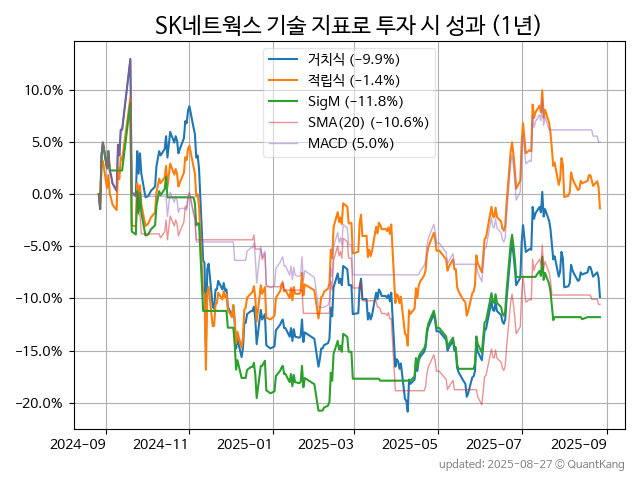 SK네트웍스 기술 지표로 투자 시 성과 (1년)
거치식 (−9.9%)
적립식 (−1.4%)
SigM (−11.8%)
SMA(20) (−10.6%)
MACD (5.0%)
10.0%
5.0%
0.0%
−5.0%
−10.0%
−15.0%
−20.0%
2024−09 2024−11 2025−01 2025−03 2025−05 2025−07 2025−09
updated: 2025−08−27 © QuantKang